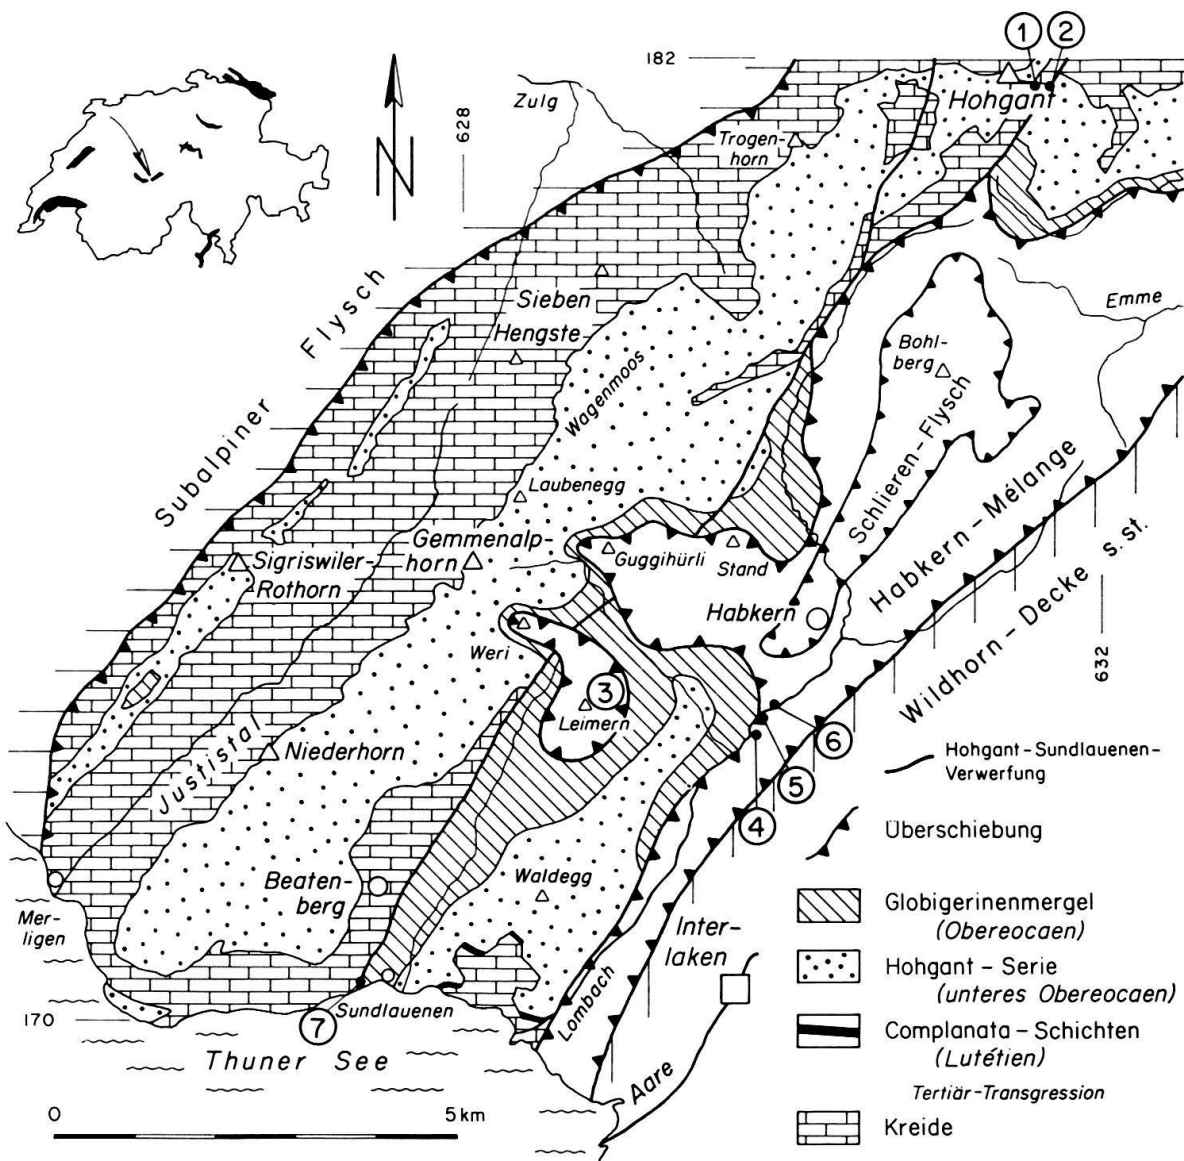 1 2
182
Hohgant
Zulg
N
628
Trogen-
horn
Emme
Sieben
Hengste
Bohl-
berg
Flysch
Subalpiner
Wagenmoos
Schlieren-Flysch
Laubenegg
Gemmenalp-
horn
Sigriswiler-
Rothorn
Guggihürli
Stand
Habkern
Habkern – Mélange
Wildhorn – Decke s. st.
632
Weri
3
Leimern
Justistal
Niederhorn
6
5
4
Beaten-
berg
Waldegg
Mer-
ligen
Inter-
laken
Lombach
Sundlauenen
7
170
Thuner See
Aare
0 5 km
Hohgant-Sundlauenen-
Verwerfung
Überschiebung
Globigerinenmergel
(Obereocaen)
Hohgant – Serie
(unteres Obereocaen)
Complanata – Schichten
(Lutétien)
Tertiär-Transgression
Kreide